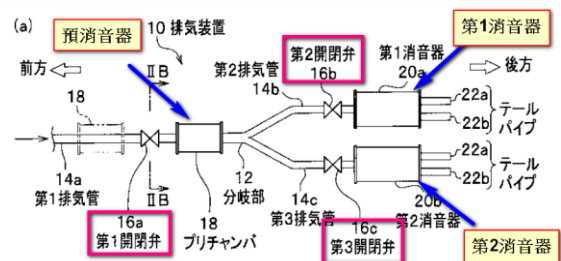 (a)
10 排気装置
預消音器
第1消音器
前方
ⅡB
第2開閉弁
16b
第1消音器
20a
後方
第2排気管
14b
18
22a
22b
テール
パイプ
14a
第1排気管
16a
第1開閉弁
ⅡB
18
プリチャンバ
12
分岐部
14c
第3排気管
16c
第3開閉弁
20b
第2消音器
22a
22b
テール
パイプ
第2消音器